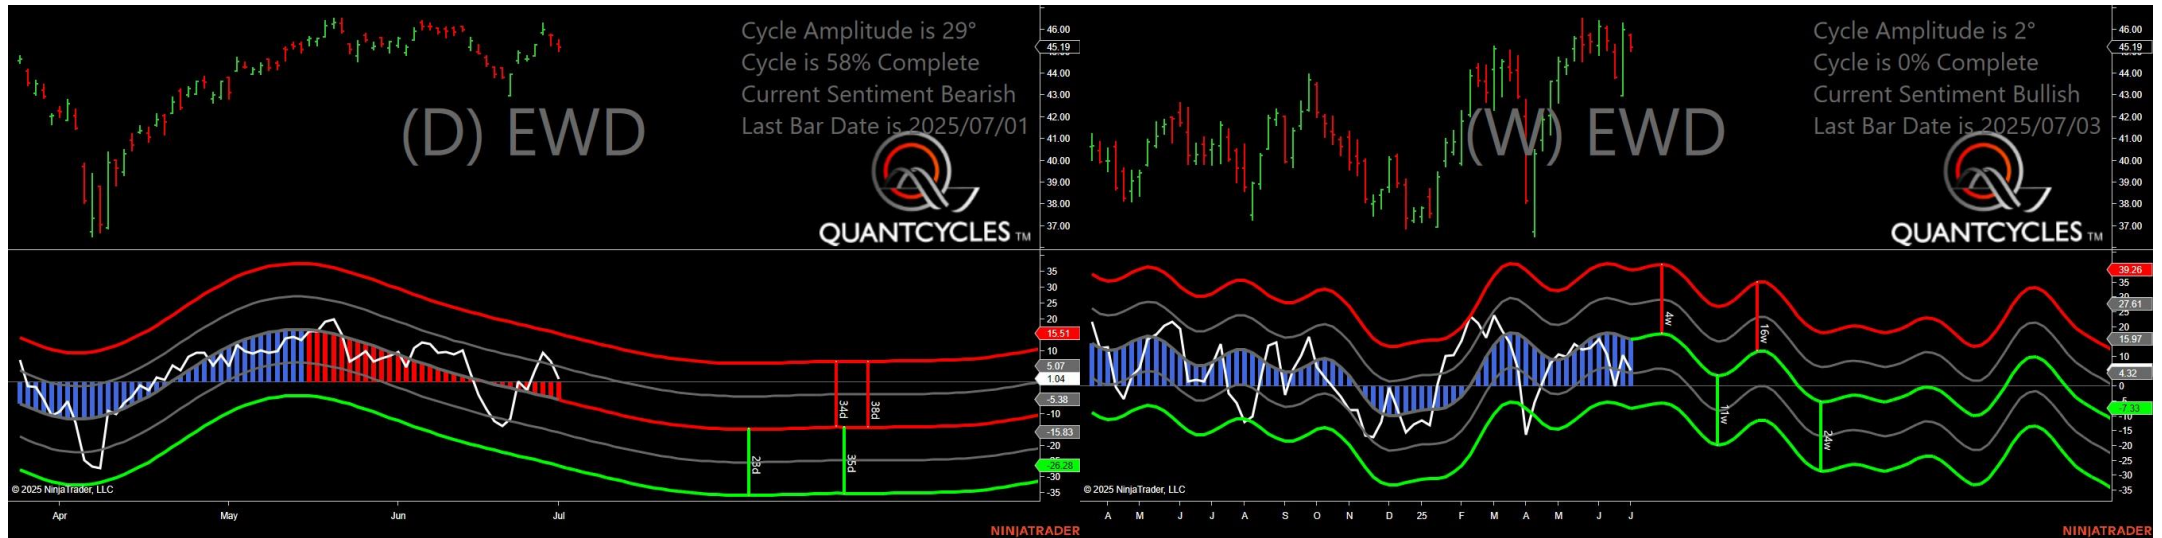 Cycle Amplitude is 29°
Cycle is 58% Complete
Current Sentiment Bearish
Last Bar Date is 2025/07/01
(D) EWD
QUANTCYCLES TM
46.00
45.19
44.00
43.00
42.00
41.00
40.00
39.00
38.00
37.00
35
30
25
20
15.51
10
5.07
1.04
-5.38
-10
-15.83
-20
-26.28
-30
-35
34d
38d
23d
35d
© 2025 NinjaTrader, LLC
Apr
May
Jun
Jul
NINJATRADER
Cycle Amplitude is 2°
Cycle is 0% Complete
Current Sentiment Bullish
Last Bar Date is 2025/07/03
(W) EWD
QUANTCYCLES TM
46.00
45.19
44.00
43.00
42.00
41.00
40.00
39.00
38.00
37.00
39.26
35
27.61
25
20
15.97
10
4.32
0
-7.33
-10
-15
-20
-25
-30
-35
4w
16w
11w
24w
© 2025 NinjaTrader, LLC
A M J J A S O N D 25 F M A M J J
NINJATRADER